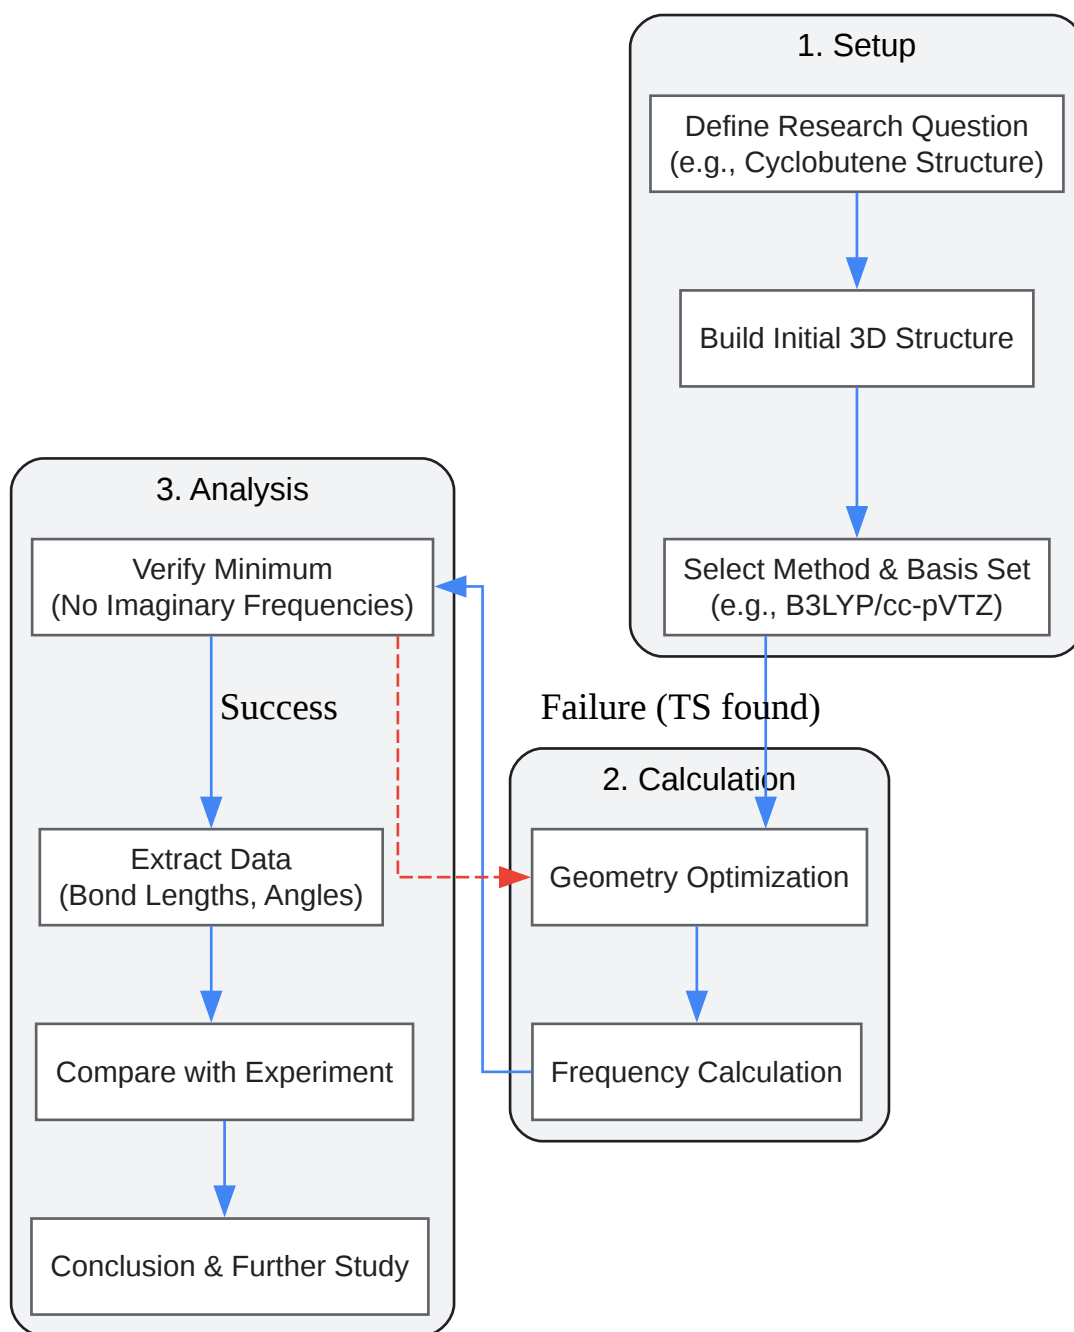 1. Setup
Define Research Question
(e.g., Cyclobutene Structure)
Build Initial 3D Structure
Select Method & Basis Set
(e.g., B3LYP/cc-pVTZ)
Failure (TS found)
2. Calculation
Geometry Optimization
Frequency Calculation
3. Analysis
Verify Minimum
(No Imaginary Frequencies)
Success
Extract Data
(Bond Lengths, Angles)
Compare with Experiment
Conclusion & Further Study